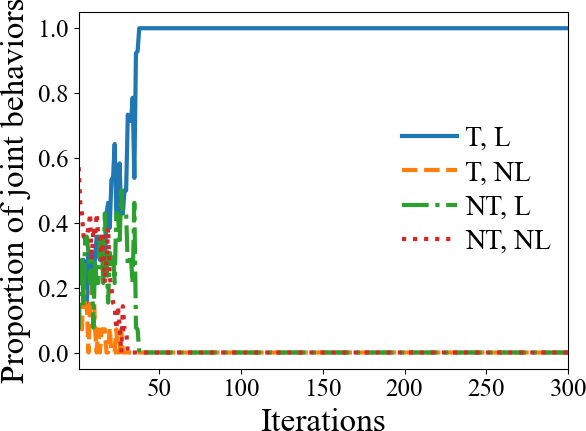 Proportion of joint behaviors
1.0
0.8
0.6
0.4
0.2
0.0
T, L
T, NL
NT, L
NT, NL
50 100 150 200 250 300
Iterations